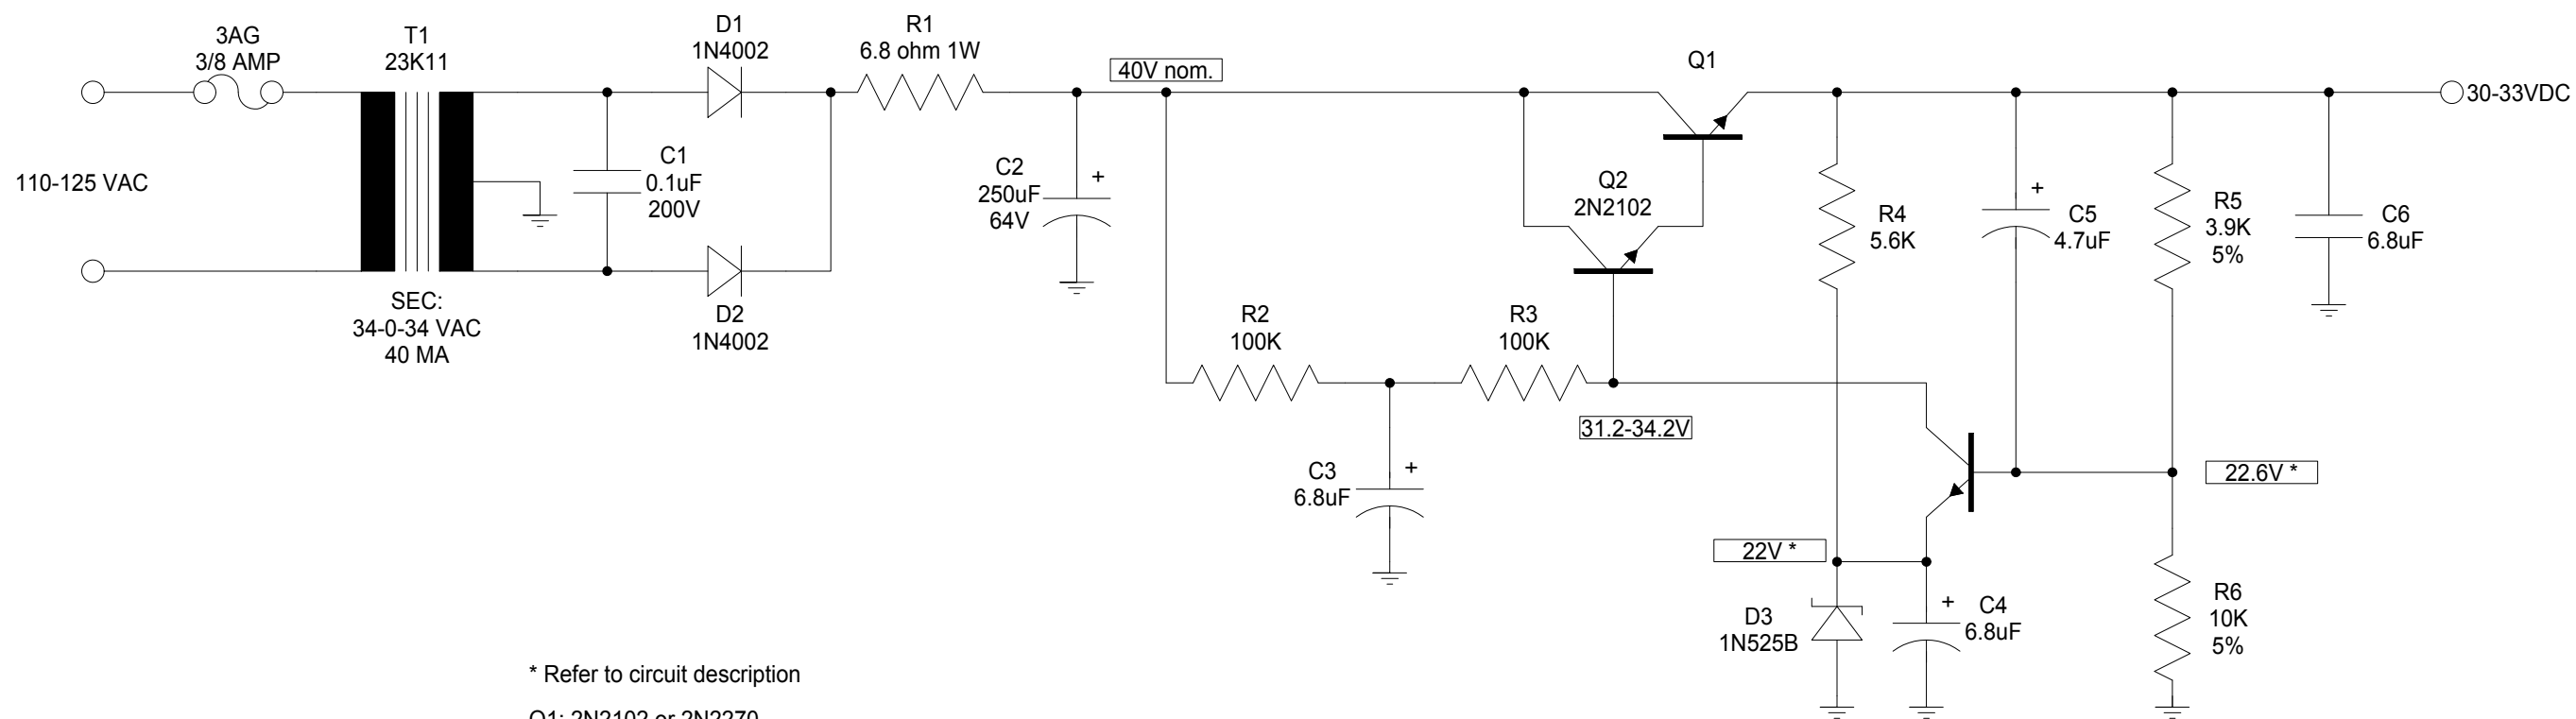 3AG
3/8 AMP
T1
23K11
D1
1N4002
R1
6.8 ohm 1W
40V nom.
Q1
30-33VDC
110-125 VAC
C1
0.1uF
200V
C2
250uF
64V
+
Q2
2N2102
R4
5.6K
+
C5
4.7uF
R5
3.9K
5%
C6
6.8uF
SEC:
34-0-34 VAC
40 MA
D2
1N4002
R2
100K
R3
100K
31.2-34.2V
C3
6.8uF
+
22.6V *
22V *
D3
1N525B
+
C4
6.8uF
R6
10K
5%
* Refer to circuit description
Q1: 2N2102 or 2N2270